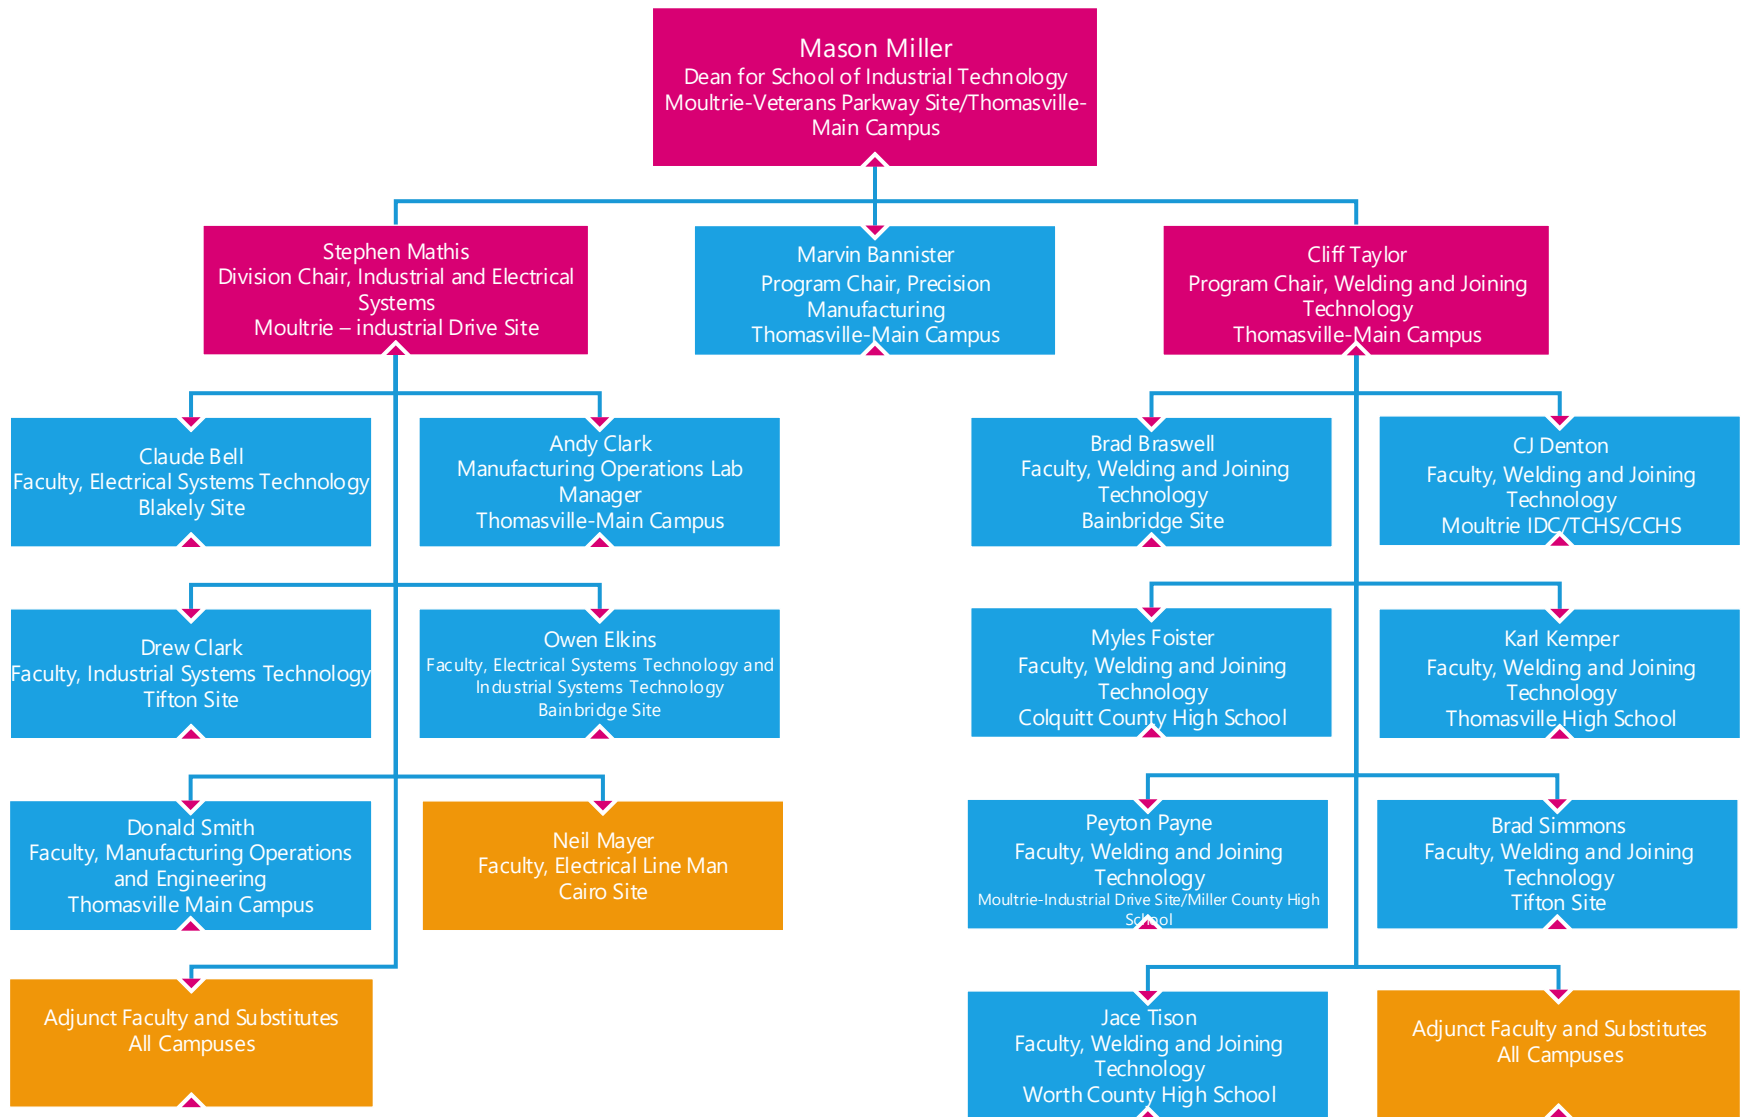 Mason Miller
Dean for School of Industrial Technology
Moultrie-Veterans Parkway Site/Thomasville-
Main Campus
Stephen Mathis
Division Chair, Industrial and Electrical
Systems
Moultrie – industrial Drive Site
Marvin Bannister
Program Chair, Precision
Manufacturing
Thomasville-Main Campus
Cliff Taylor
Program Chair, Welding and Joining
Technology
Thomasville-Main Campus
Claude Bell
Faculty, Electrical Systems Technology
Blakely Site
Andy Clark
Manufacturing Operations Lab
Manager
Thomasville-Main Campus
Brad Braswell
Faculty, Welding and Joining
Technology
Bainbridge Site
CJ Denton
Faculty, Welding and Joining
Technology
Moultrie IDC/TCHS/CCHS
Drew Clark
Faculty, Industrial Systems Technology
Tifton Site
Owen Elkins
Faculty, Electrical Systems Technology and
Industrial Systems Technology
Bainbridge Site
Myles Foister
Faculty, Welding and Joining
Technology
Colquitt County High School
Karl Kemper
Faculty, Welding and Joining
Technology
Thomasville High School
Donald Smith
Faculty, Manufacturing Operations
and Engineering
Thomasville Main Campus
Neil Mayer
Faculty, Electrical Line Man
Cairo Site
Peyton Payne
Faculty, Welding and Joining
Technology
Moultrie-Industrial Drive Site/Miller County High
School
Brad Simmons
Faculty, Welding and Joining
Technology
Tifton Site
Adjunct Faculty and Substitutes
All Campuses
Jace Tison
Faculty, Welding and Joining
Technology
Worth County High School
Adjunct Faculty and Substitutes
All Campuses